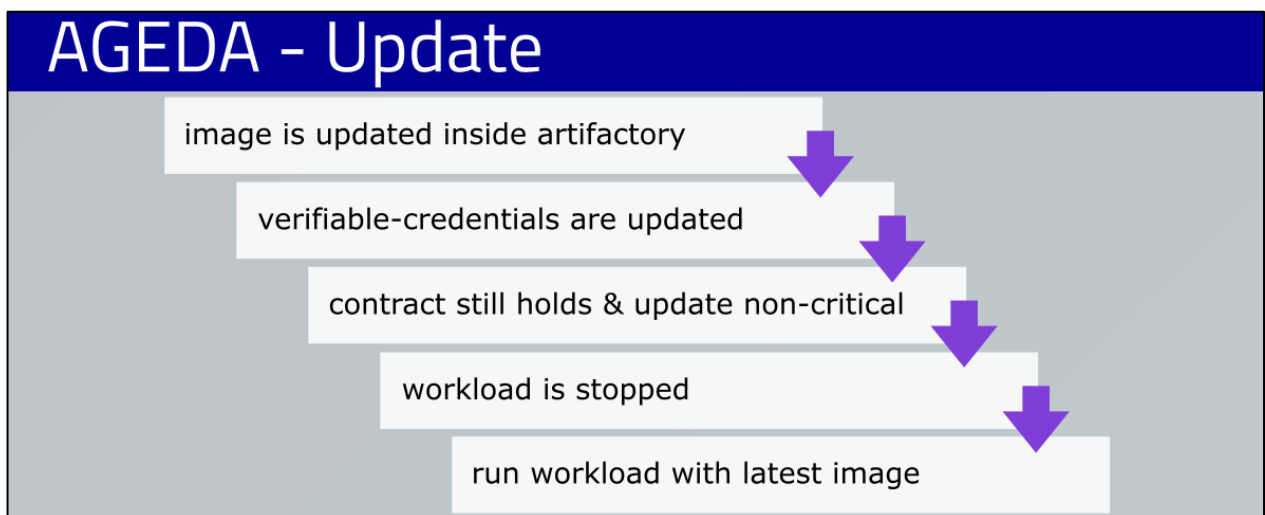 AGEDA - Update
image is updated inside artifactory
verifiable-credentials are updated
contract still holds & update non-critical
workload is stopped
run workload with latest image